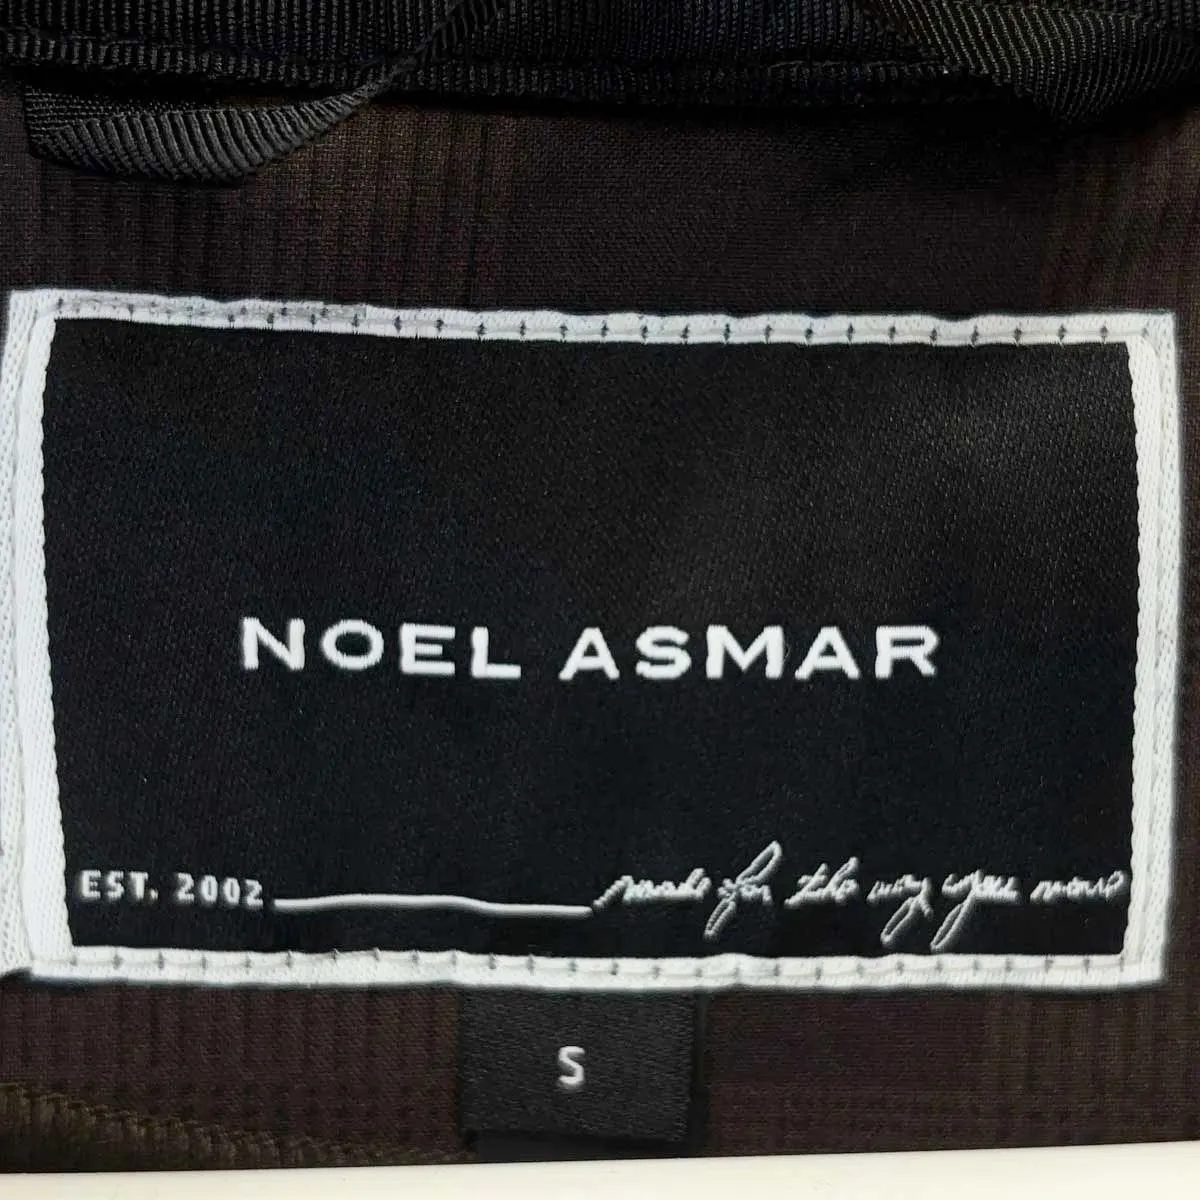 NOEL ASMAR
EST. 2002 made for the way you move
S